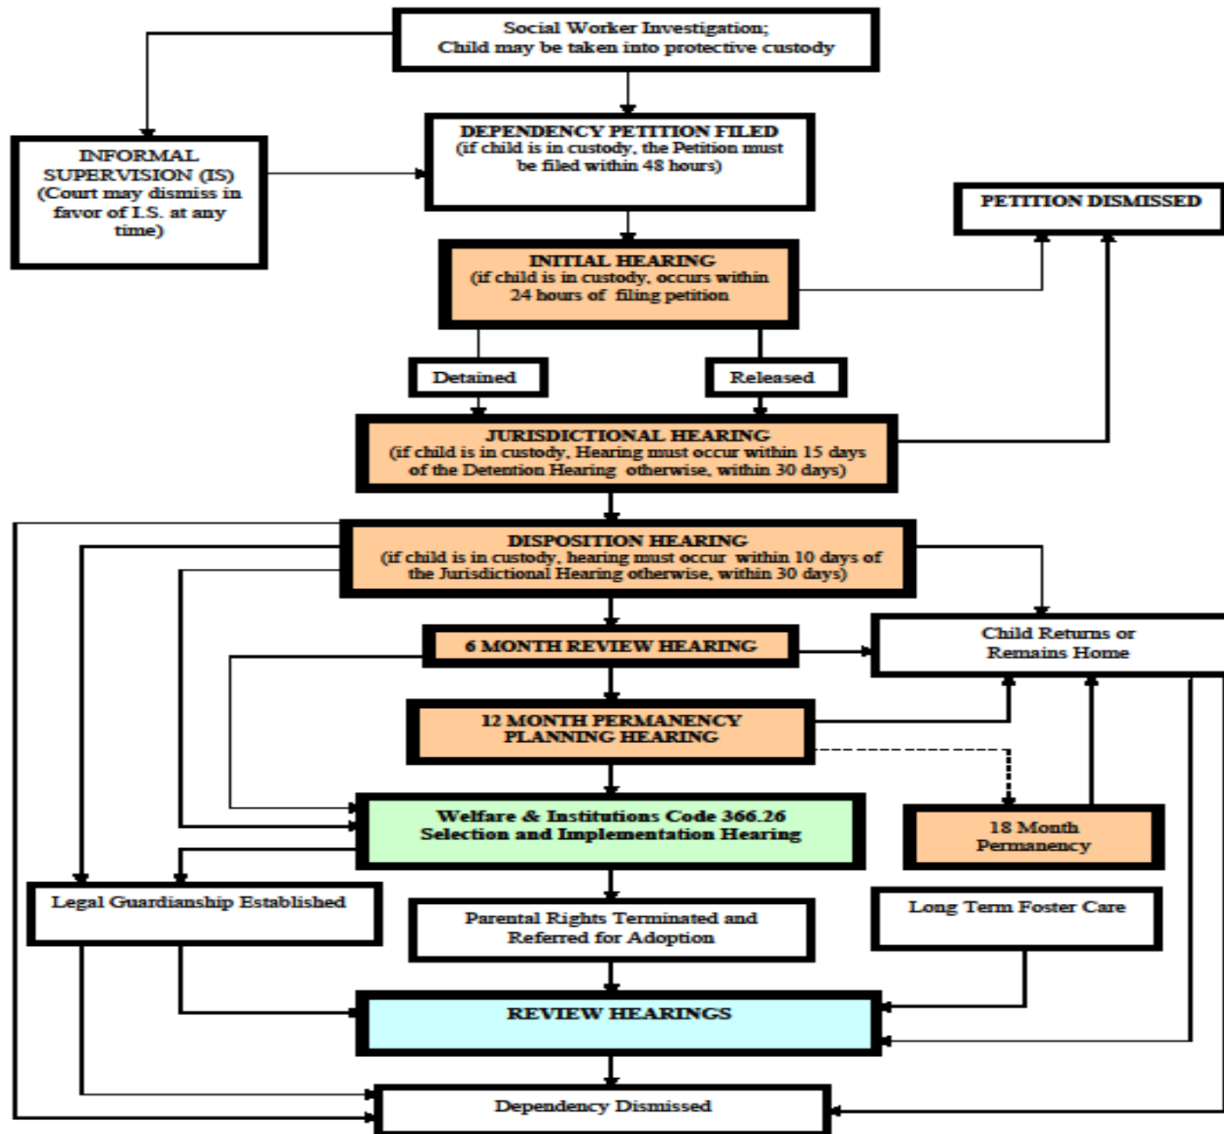 Social Worker Investigation;
Child may be taken into protective custody
DEPENDENCY PETITION FILED
(if child is in custody, the Petition must
be filed within 48 hours)
INFORMAL
SUPERVISION (IS)
(Court may dismiss in
favor of I.S. at any
time)
PETITION DISMISSED
INITIAL HEARING
(if child is in custody, occurs within
24 hours of filing petition
Detained
Released
JURISDICTIONAL HEARING
(if child is in custody, Hearing must occur within 15 days
of the Detention Hearing otherwise, within 30 days)
DISPOSITION HEARING
(if child is in custody, hearing must occur within 10 days of
the Jurisdictional Hearing otherwise, within 30 days)
6 MONTH REVIEW HEARING
Child Returns or
Remains Home
12 MONTH PERMANENCY
PLANNING HEARING
Welfare & Institutions Code 366.26
Selection and Implementation Hearing
18 Month
Permanency
Legal Guardianship Established
Parental Rights Terminated and
Referred for Adoption
Long Term Foster Care
REVIEW HEARINGS
Dependency Dismissed